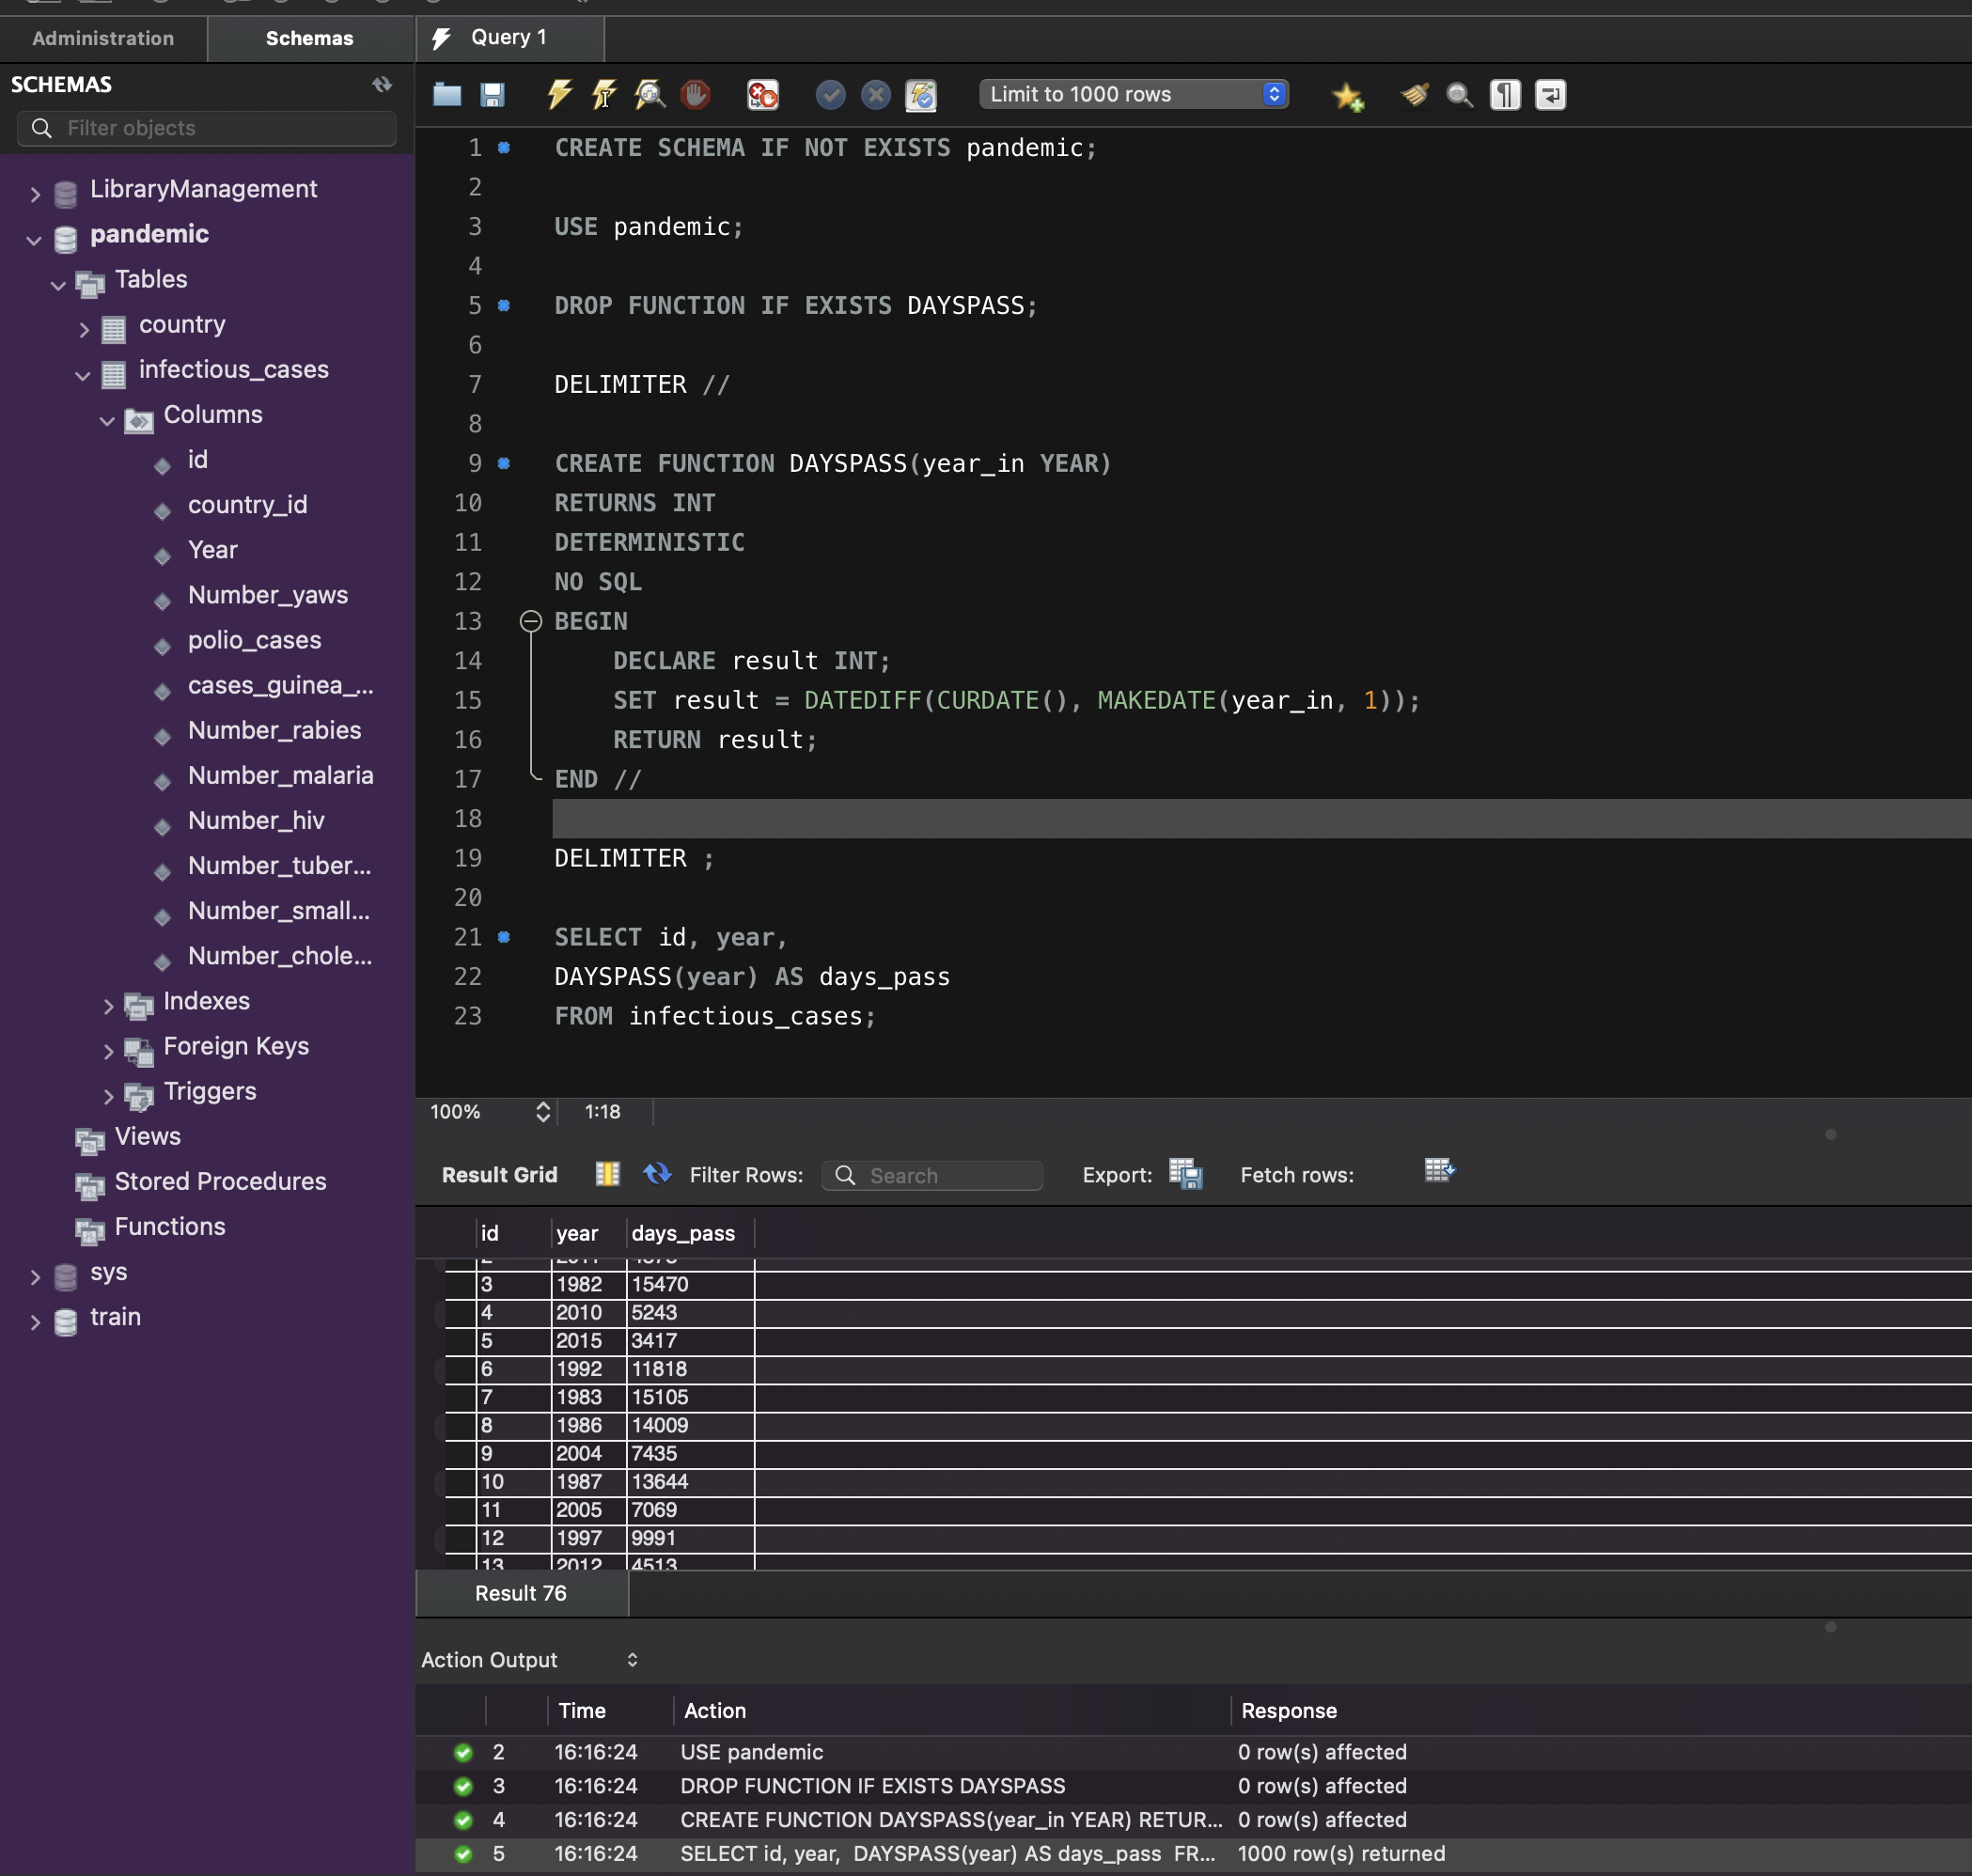 Administration
Schemas
Query 1
SCHEMAS
Filter objects
Limit to 1000 rows
LibraryManagement
pandemic
Tables
country
infectious_cases
Columns
id
country_id
Year
Number_yaws
polio_cases
cases_guinea_...
Number_rabies
Number_malaria
Number_hiv
Number_tuber...
Number_small...
Number_chole...
Indexes
Foreign Keys
Triggers
Views
Stored Procedures
Functions
sys
train
1 CREATE SCHEMA IF NOT EXISTS pandemic;
2
3 USE pandemic;
4
5 DROP FUNCTION IF EXISTS DAYSPASS;
6
7 DELIMITER //
8
9 CREATE FUNCTION DAYSPASS(year_in YEAR)
10 RETURNS INT
11 DETERMINISTIC
12 NO SQL
13 BEGIN
14 DECLARE result INT;
15 SET result = DATEDIFF(CURDATE(), MAKEDATE(year_in, 1));
16 RETURN result;
17 END //
18
19 DELIMITER ;
20
21 SELECT id, year,
22 DAYSPASS(year) AS days_pass
23 FROM infectious_cases;
100% 1:18
Result Grid Filter Rows: Search Export: Fetch rows:
id year days_pass
3 1982 15470
4 2010 5243
5 2015 3417
6 1992 11818
7 1983 15105
8 1986 14009
9 2004 7435
10 1987 13644
11 2005 7069
12 1997 9991
13 2012 4513
Result 76
Action Output
Time Action Response
2 16:16:24 USE pandemic 0 row(s) affected
3 16:16:24 DROP FUNCTION IF EXISTS DAYSPASS 0 row(s) affected
4 16:16:24 CREATE FUNCTION DAYSPASS(year_in YEAR) RETUR... 0 row(s) affected
5 16:16:24 SELECT id, year, DAYSPASS(year) AS days_pass FR... 1000 row(s) returned